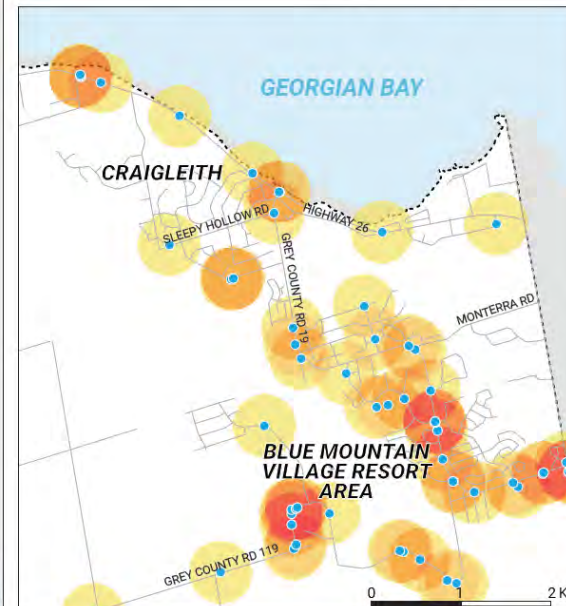 GEORGIAN BAY
CRAIGLEITH
SLEEPY HOLLOW RD
HIGHWAY 26
GREY COUNTY RD 19
MONTERRA RD
BLUE MOUNTAIN
VILLAGE RESORT
AREA
GREY COUNTY RD 119
0 1 2 K